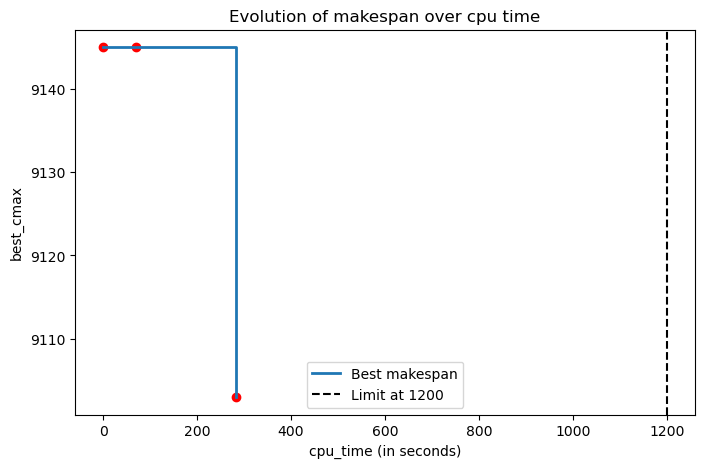 Evolution of makespan over cpu time
best_cmax
9140
9130
9120
9110
Best makespan
Limit at 1200
0
200
400
600
800
1000
1200
cpu_time (in seconds)